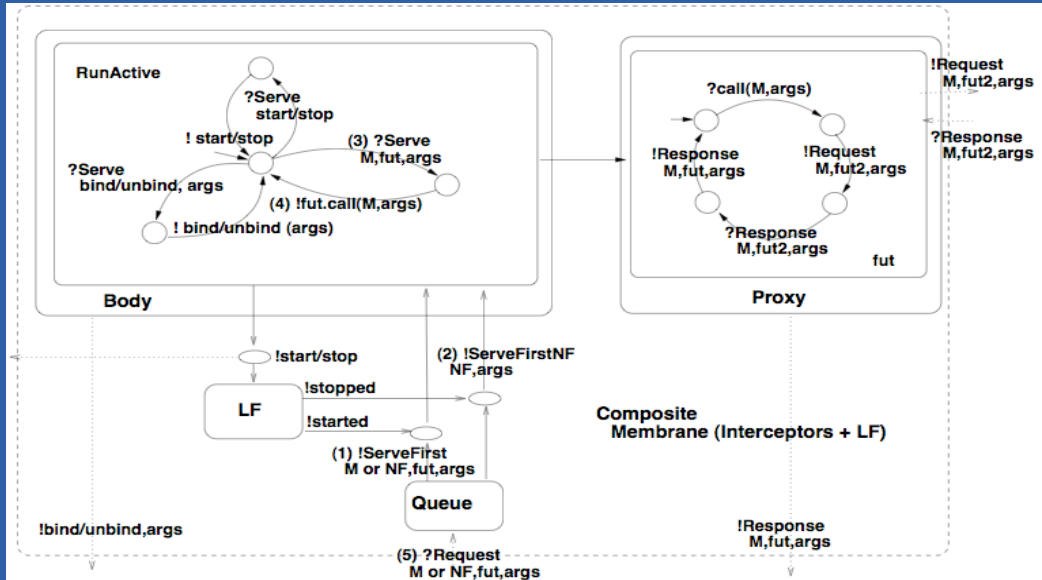 RunActive
?Serve
start/stop
! start/stop
(3) ?Serve
M,fut,args
?Serve
bind/unbind, args
(4) !fut.call(M,args)
! bind/unbind (args)
Body
?call(M,args)
!Response
M,fut,args
!Request
M,fut2,args
?Response
M,fut2,args
fut
Proxy
!Request
M,fut2,args
?Response
M,fut2,args
!start/stop
(2) !ServeFirstNF
NF,args
!stopped
LF
!started
(1) !ServeFirst
M or NF,fut,args
Composite
Membrane (Interceptors + LF)
Queue
!bind/unbind,args
(5) ?Request
M or NF,fut,args
!Response
M,fut,args